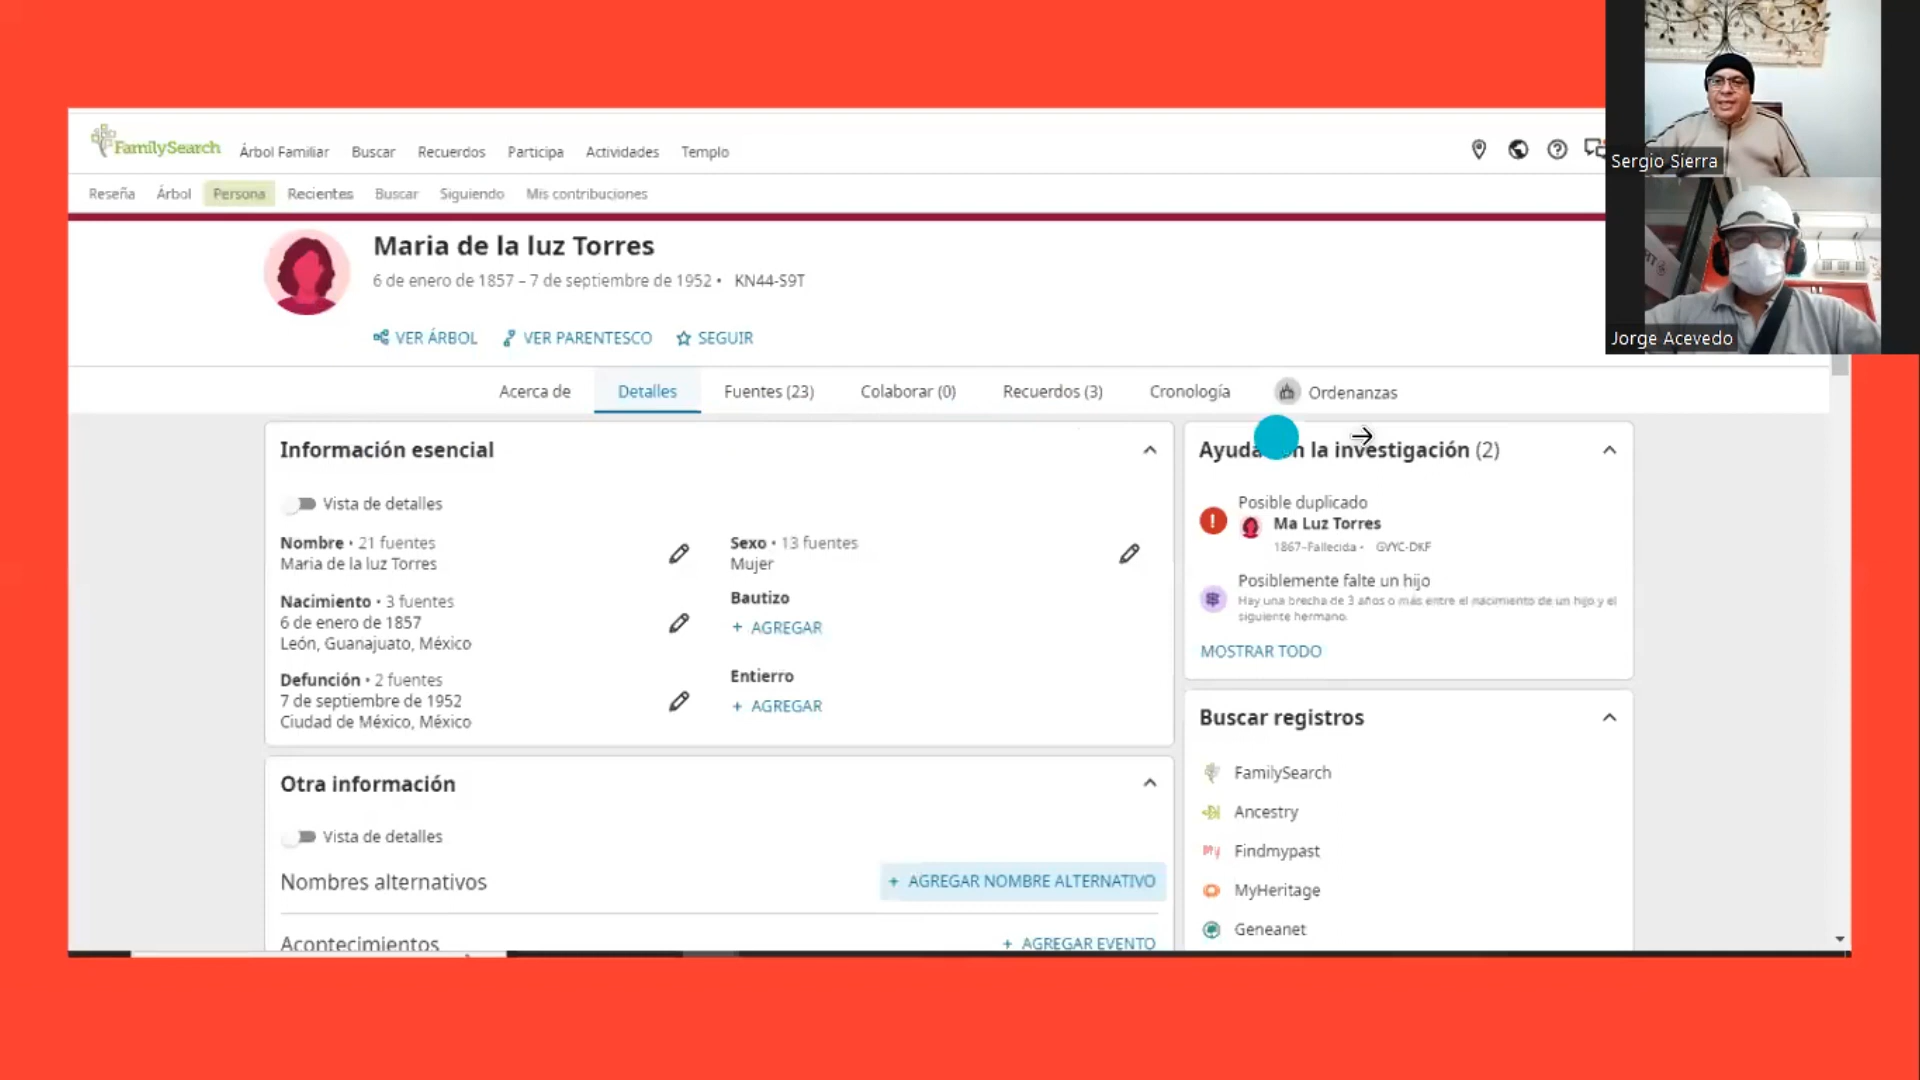 FamilySearch
Árbol Familiar Buscar Recuerdos Participa Actividades Templo
Reseña Árbol Persona Recientes Buscar Siguiendo Mis contribuciones
Sergio Sierra
Jorge Acevedo
Maria de la luz Torres
6 de enero de 1857 – 7 de septiembre de 1952 • KN44-S9T
VER ÁRBOL VER PARENTESCO SEGUIR
Acerca de Detalles Fuentes (23) Colaborar (0) Recuerdos (3) Cronología Ordenanzas
Información esencial
Vista de detalles
Nombre • 21 fuentes
Maria de la luz Torres
Sexo • 13 fuentes
Mujer
Nacimiento • 3 fuentes
6 de enero de 1857
León, Guanajuato, México
Bautizo
+ AGREGAR
Defunción • 2 fuentes
7 de septiembre de 1952
Ciudad de México, México
Entierro
+ AGREGAR
Otra información
Vista de detalles
Nombres alternativos
+ AGREGAR NOMBRE ALTERNATIVO
Acontecimientos
+ AGREGAR EVENTO
Ayuda la investigación (2)
Posible duplicado
Ma Luz Torres
1867–Fallecida • GVYC-DKF
Posiblemente falte un hijo
Hay una brecha de 3 años o más entre el nacimiento de un hijo y el
siguiente hermano.
MOSTRAR TODO
Buscar registros
FamilySearch
Ancestry
Findmypast
MyHeritage
Geneanet